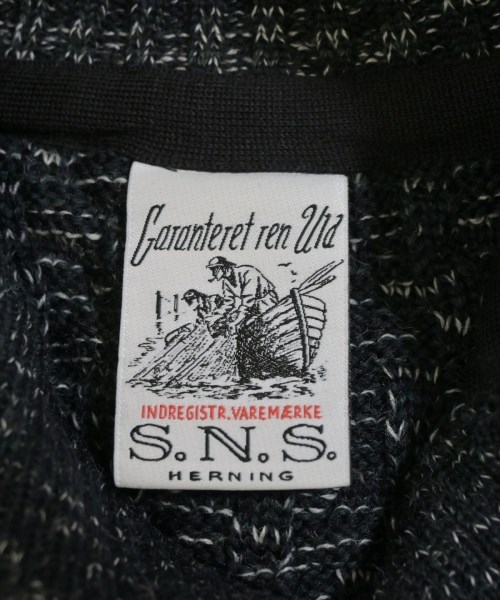 Garanteret ren Uld
INDREGISTR. VAREMÆRKE
S.N.S.
HERNING